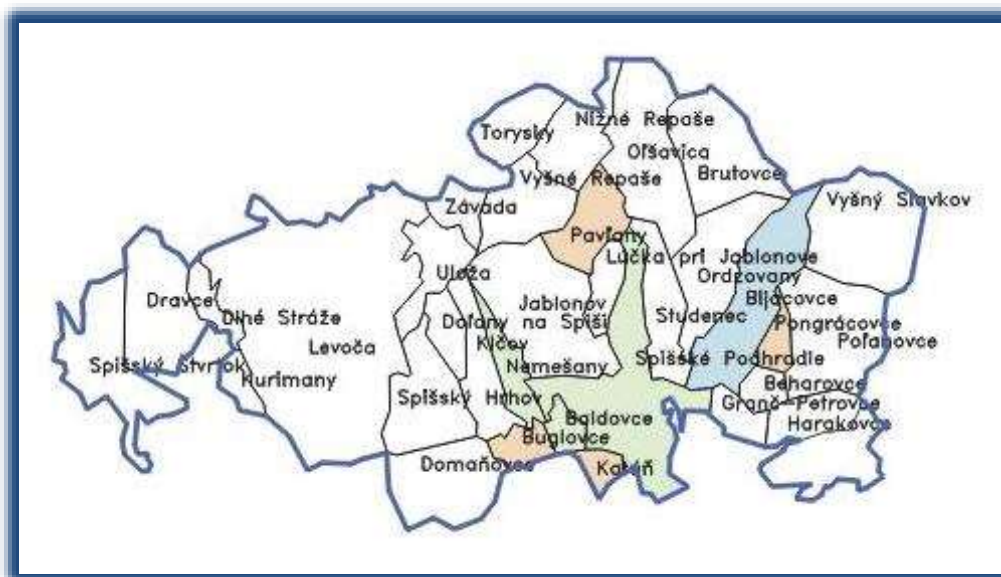 Torysky
Nižné Repaše
Oľšavica
Brutovce
Vyšné Repaše
Vyšný Slavkov
Závada
Pavľany
Lúčka pri Jablonove
Ordzovany
Uloža
Bijacovce
Dravce
Dlhé Stráže
Jablonov
na Spiši
Doľany
Studenec
Pongrácovce
Poľanovce
Levoča
Klčov
Nemešany
Spišské Podhradie
Spišský Štvrtok
Kurimany
Beharovce
Spišský Hrhov
Granč-Petrovce
Baldovce
Harakovce
Buglovce
Domaňovce